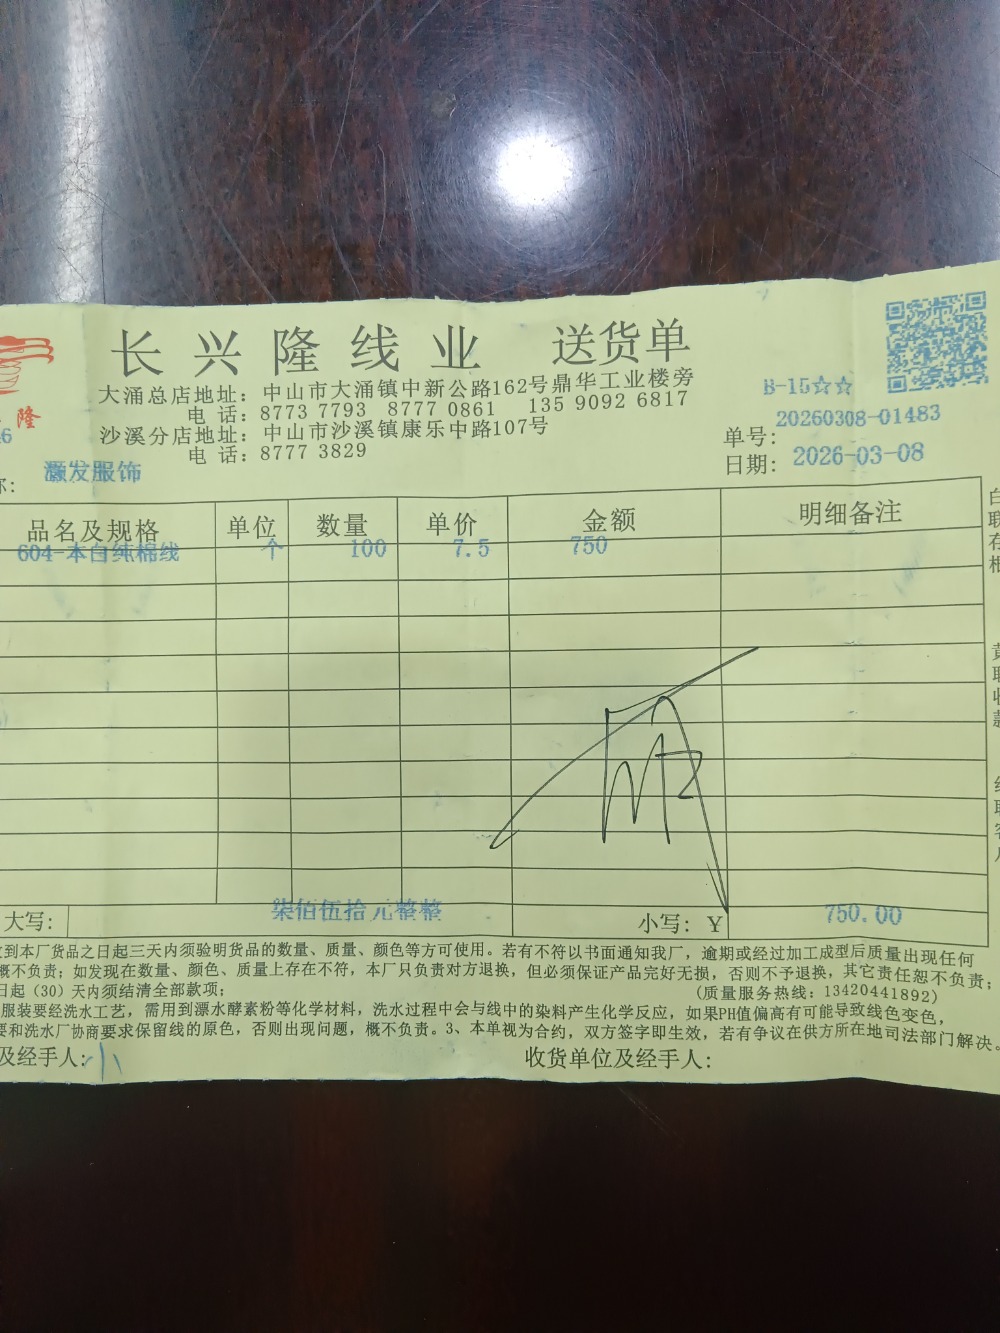 长兴隆线业 送货单
隆
大涌总店地址：中山市大涌镇中新公路162号鼎华工业楼旁
电 话：8773 7793 8777 0861 135 9092 6817
沙溪分店地址：中山市沙溪镇康乐中路107号
电 话：8777 3829
B-15☆☆
单号：20260308-01483
日期：2026-03-08
灏发服饰
品名及规格 单位 数量 单价 金额 明细备注
604-本白纯棉线 个 100 7.5 750
大写： 柒佰伍拾元整整 小写：￥ 750.00
到本厂货品之日起三天内须验明货品的数量、质量、颜色等方可使用。若有不符以书面通知我厂，逾期或经过加工成型后质量出现任何
概不负责；如发现在数量、颜色、质量上存在不符，本厂只负责对方退换，但必须保证产品完好无损，否则不予退换，其它责任恕不负责；
日起（30）天内须结清全部款项； (质量服务热线：13420441892)
服装要经洗水工艺，需用到漂水酵素粉等化学材料，洗水过程中会与线中的染料产生化学反应，如果PH值偏高有可能导致线色变色，
要和洗水厂协商要求保留线的原色，否则出现问题，概不负责。3、本单视为合约，双方签字即生效，若有争议在供方所在地司法部门解决。
及经手人： 收货单位及经手人：